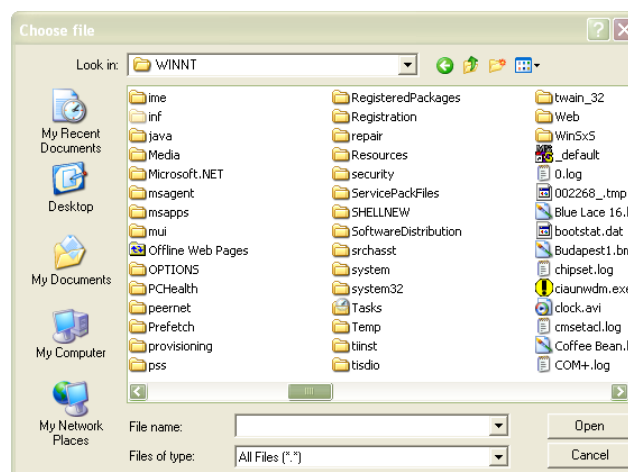 Choose file
Look in:
WINNT
My Recent
Documents
Desktop
My Documents
My Computer
My Network
Places
ime
inf
java
Media
Microsoft.NET
msagent
msapps
mui
Offline Web Pages
OPTIONS
PCHealth
peernet
Prefetch
provisioning
pss
RegisteredPackages
Registration
repair
Resources
security
ServicePackFiles
SHELLNEW
SoftwareDistribution
srchasst
system
system32
Tasks
Temp
tiinst
tisdio
twain_32
Web
WinSxS
_default
0.log
002268_.tmp
Blue Lace 16.
bootstat.dat
Budapest1.bm
chipset.log
ciaunwdm.exe
clock.avi
cmsetacl.log
Coffee Bean.
COM+.log
File name:
Open
Files of type:
All Files (*.*)
Cancel